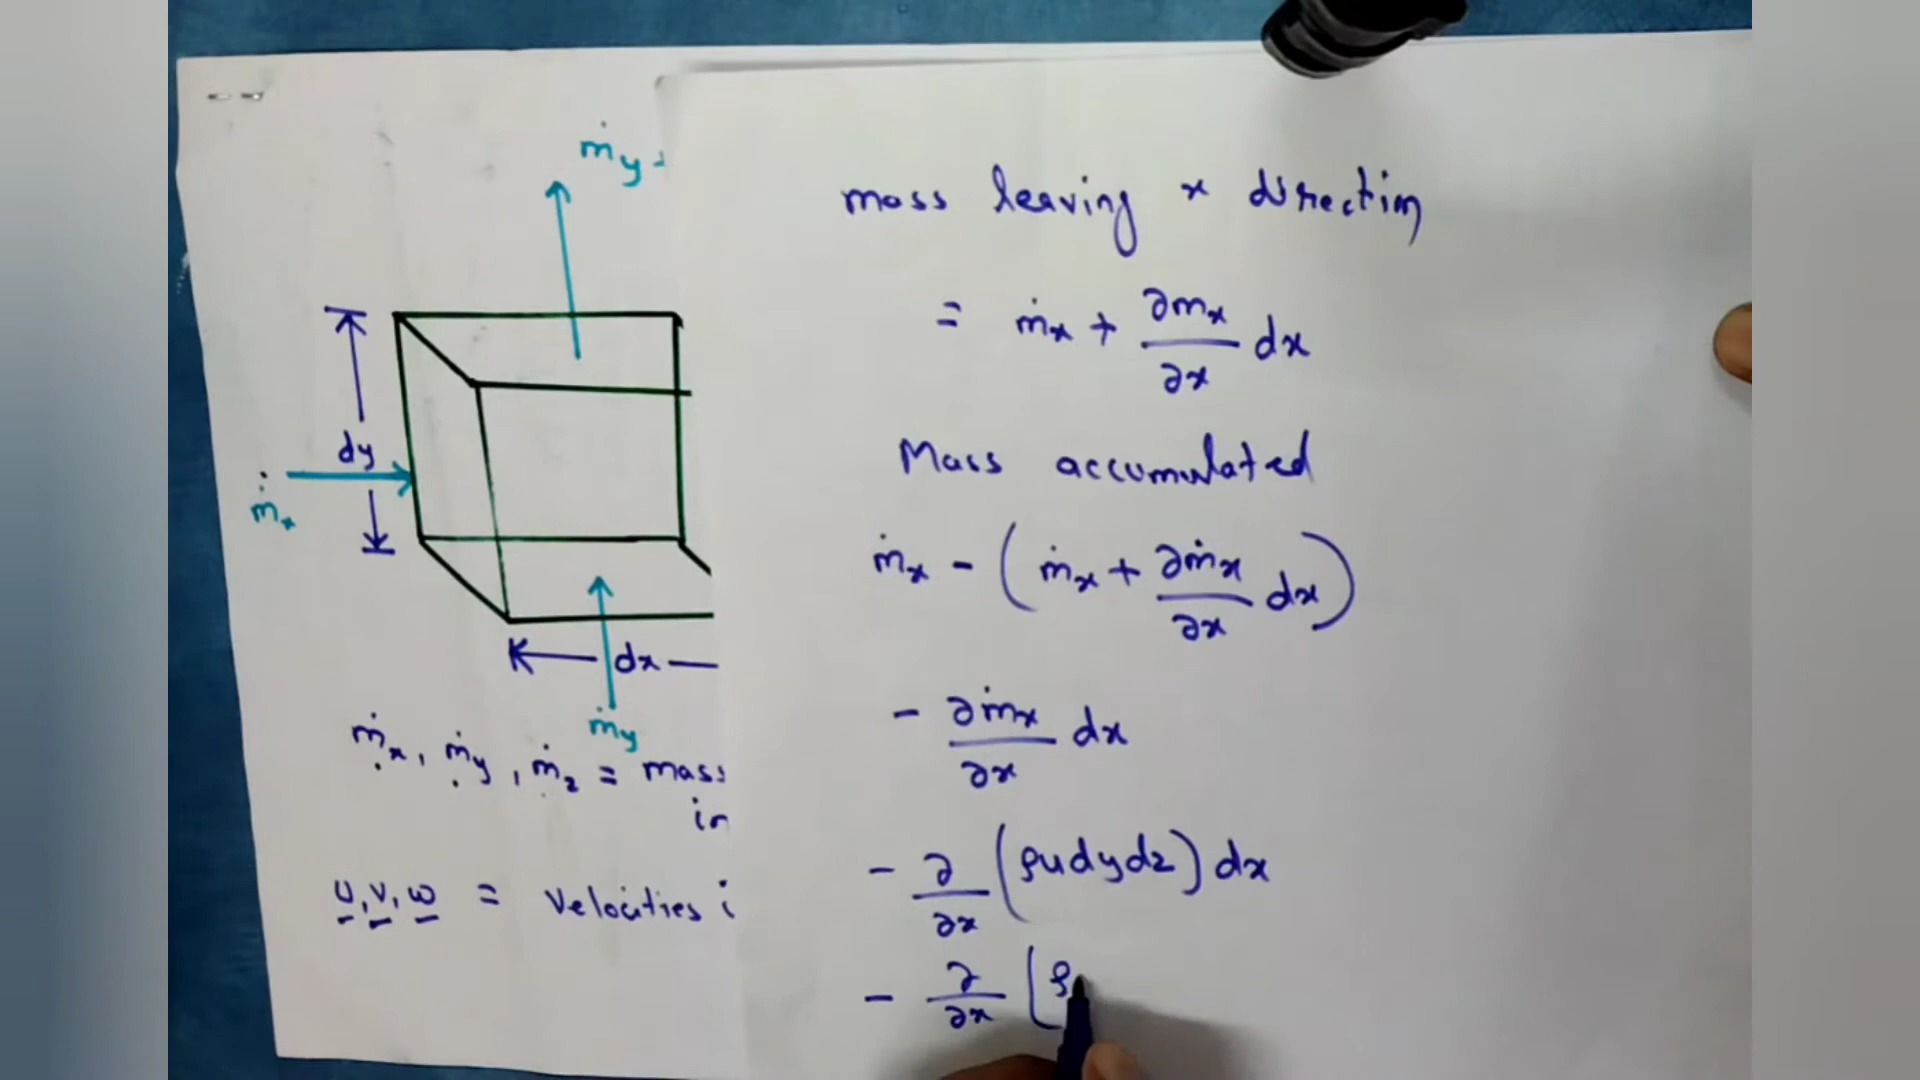 ṁy
dy
ṁx
dx
ṁy
ṁx, ṁy, ṁz = mass
in
u, v, w = velocities i
mass leaving x direction
= ṁx + ∂mx/∂x dx
Mass accumulated
ṁx - (ṁx + ∂ṁx/∂x dx)
- ∂ṁx/∂x dx
- ∂/∂x (ρudydz) dx
- ∂/∂x [ρ